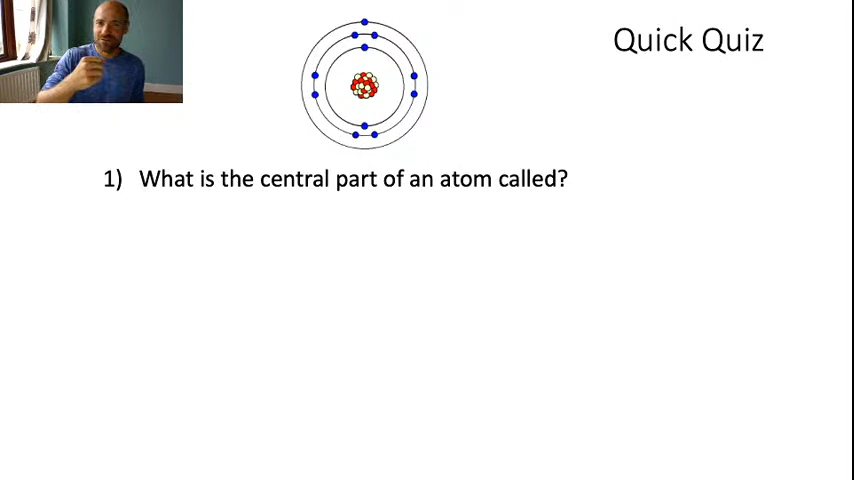 Quick Quiz
1) What is the central part of an atom called?